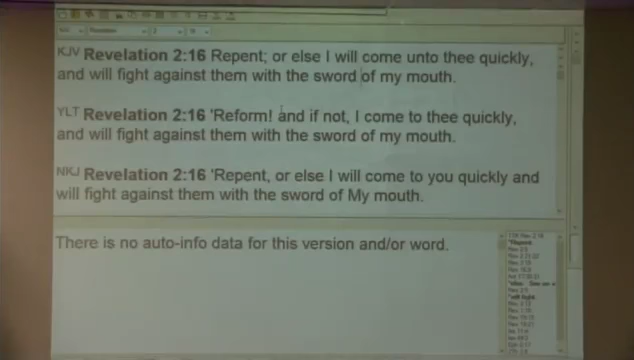 KJV Revelation 2:16 Repent; or else I will come unto thee quickly,
and will fight against them with the sword of my mouth.
YLT Revelation 2:16 'Reform! and if not, I come to thee quickly,
and will fight against them with the sword of my mouth.
NKJ Revelation 2:16 'Repent, or else I will come to you quickly and
will fight against them with the sword of My mouth.
There is no auto-info data for this version and/or word.